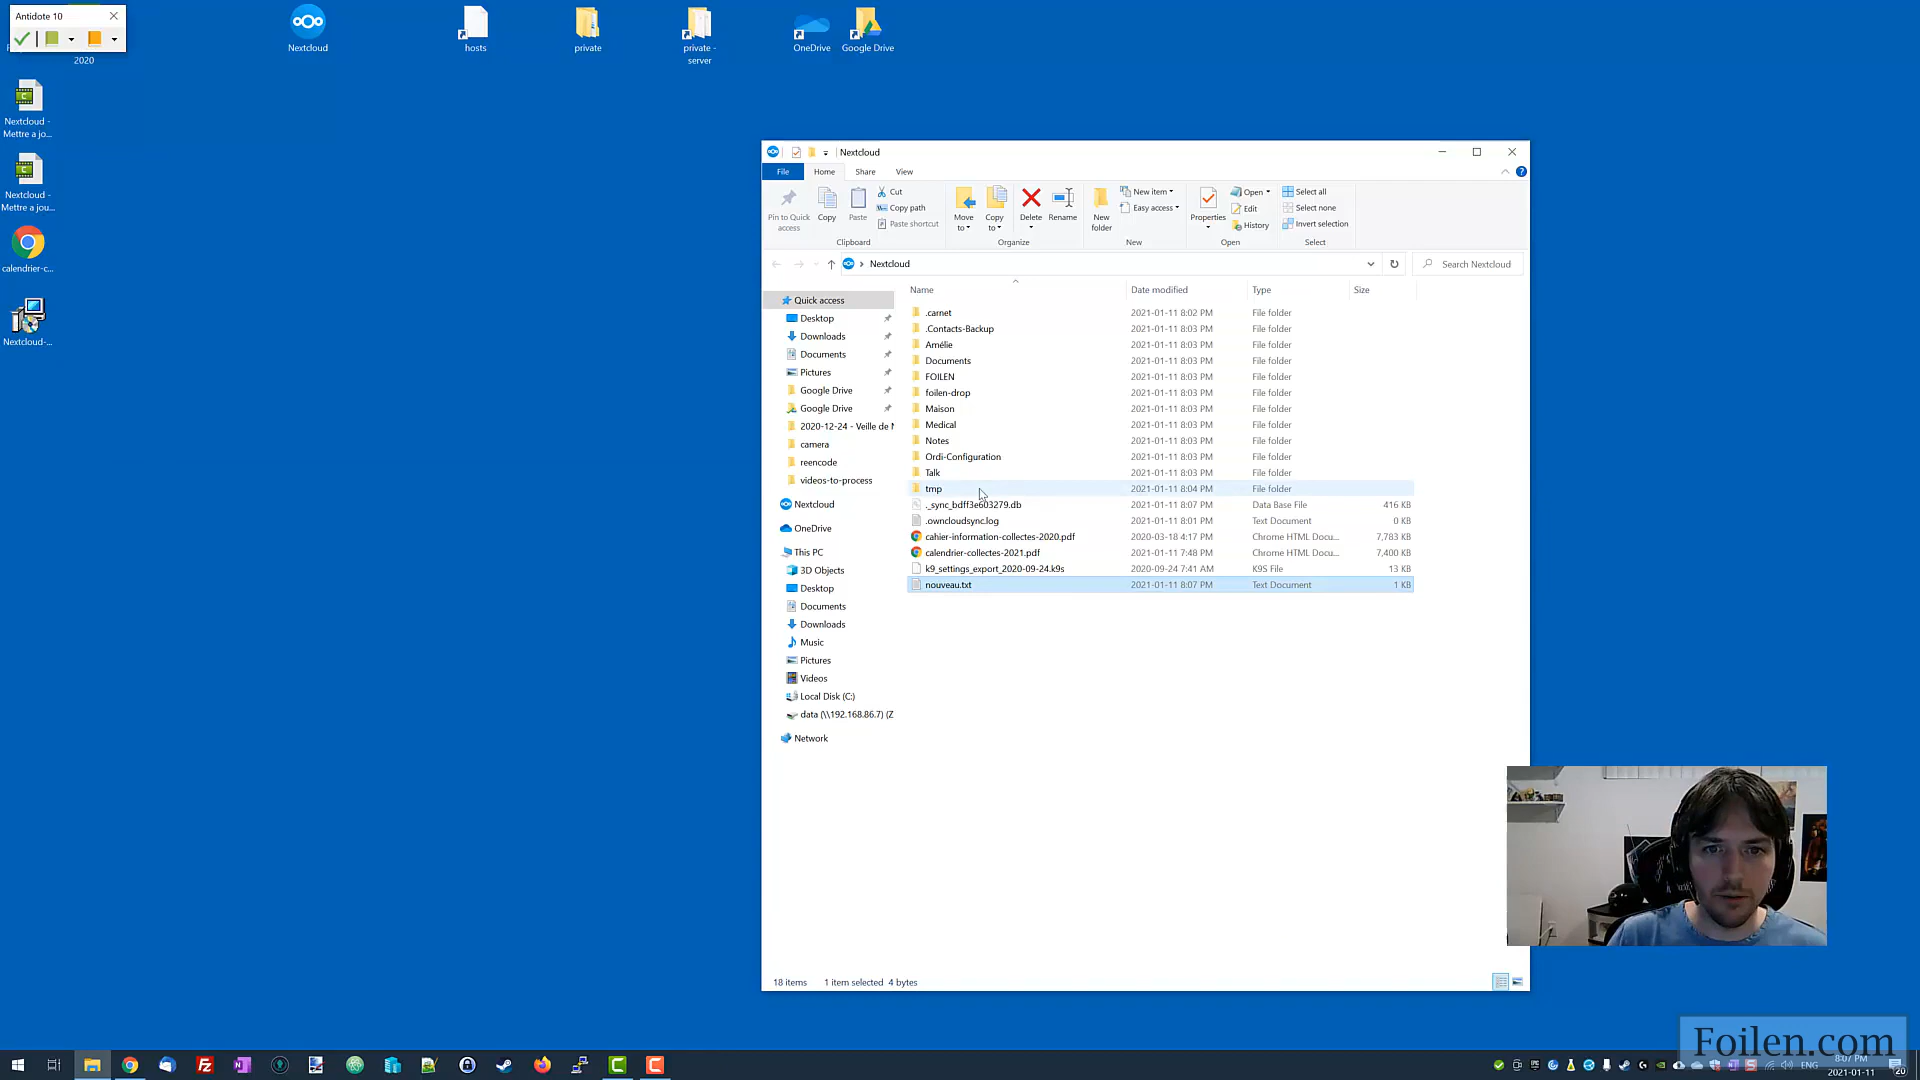 Antidote 10
2020
Nextcloud
hosts
private
private -
server
OneDrive
Google Drive
Nextcloud -
Mettre a jo...
Nextcloud -
Mettre a jou...
calendrier-c...
Nextcloud-...
Nextcloud
File
Home
Share
View
Pin to Quick
access
Copy
Paste
Cut
Copy path
Paste shortcut
Clipboard
Move
to
Copy
to
Delete
Rename
Organize
New
folder
New item
Easy access
New
Properties
Open
Edit
History
Open
Select all
Select none
Invert selection
Select
Nextcloud
Search Nextcloud
Quick access
Desktop
Downloads
Documents
Pictures
Google Drive
Google Drive
2020-12-24 - Veille de N
camera
reencode
videos-to-process
Nextcloud
OneDrive
This PC
3D Objects
Desktop
Documents
Downloads
Music
Pictures
Videos
Local Disk (C:)
data (\\192.168.86.7) (Z
Network
Name Date modified Type Size
.carnet 2021-01-11 8:02 PM File folder
.Contacts-Backup 2021-01-11 8:03 PM File folder
Amélie 2021-01-11 8:03 PM File folder
Documents 2021-01-11 8:03 PM File folder
FOILEN 2021-01-11 8:03 PM File folder
foilen-drop 2021-01-11 8:03 PM File folder
Maison 2021-01-11 8:03 PM File folder
Medical 2021-01-11 8:03 PM File folder
Notes 2021-01-11 8:03 PM File folder
Ordi-Configuration 2021-01-11 8:03 PM File folder
Talk 2021-01-11 8:03 PM File folder
tmp 2021-01-11 8:04 PM File folder
._sync_bdff3e603279.db 2021-01-11 8:07 PM Data Base File 416 KB
.owncloudsync.log 2021-01-11 8:01 PM Text Document 0 KB
cahier-information-collectes-2020.pdf 2020-03-18 4:17 PM Chrome HTML Docu... 7,783 KB
calendrier-collectes-2021.pdf 2021-01-11 7:48 PM Chrome HTML Docu... 7,400 KB
k9_settings_export_2020-09-24.k9s 2020-09-24 7:41 AM K9S File 13 KB
nouveau.txt 2021-01-11 8:07 PM Text Document 1 KB
18 items 1 item selected 4 bytes
Foilen.com
ENG
8:07 PM
2021-01-11
20